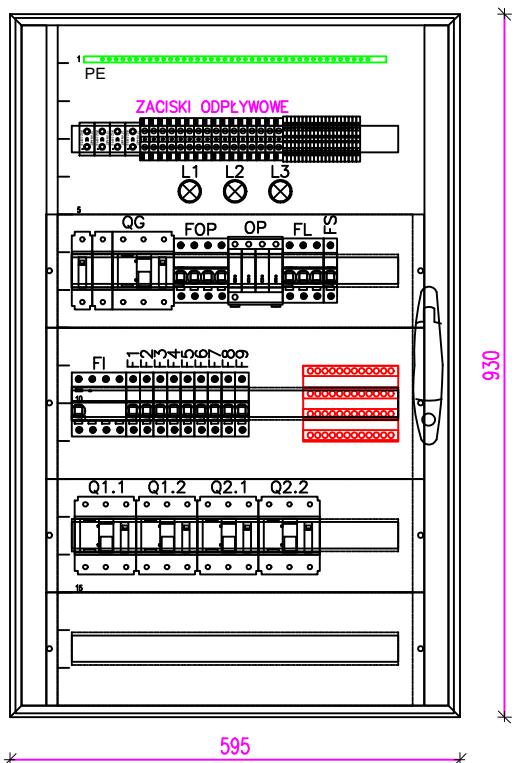 1
PE
ZACISKI ODPŁYWOWE
L1 L2 L3
5
QG FOP OP FL FS
FI F1 F2 F3 F4 F5 F6 F7 F8 F9
10
Q1.1 Q1.2 Q2.1 Q2.2
15
930
595